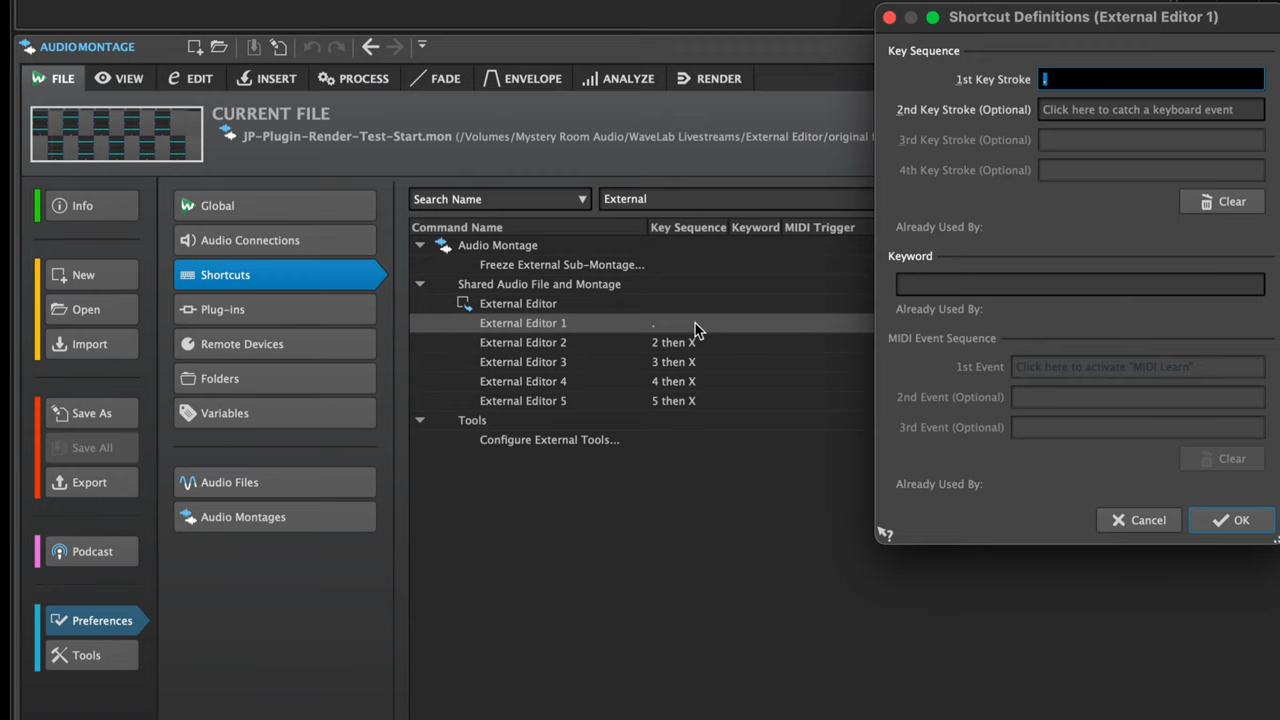 AUDIO MONTAGE
FILE
VIEW
EDIT
INSERT
PROCESS
FADE
ENVELOPE
ANALYZE
RENDER
CURRENT FILE
JP-Plugin-Render-Test-Start.mon (/Volumes/Mystery Room Audio/WaveLab Livestreams/External Editor/original f
Info
New
Open
Import
Save As
Save All
Export
Podcast
Preferences
Tools
Global
Audio Connections
Shortcuts
Plug-ins
Remote Devices
Folders
Variables
Audio Files
Audio Montages
Search Name
External
Command Name Key Sequence Keyword MIDI Trigger
Audio Montage
Freeze External Sub-Montage...
Shared Audio File and Montage
External Editor
External Editor 1 .
External Editor 2 2 then X
External Editor 3 3 then X
External Editor 4 4 then X
External Editor 5 5 then X
Tools
Configure External Tools...
Shortcut Definitions (External Editor 1)
Key Sequence
1st Key Stroke .
2nd Key Stroke (Optional) Click here to catch a keyboard event
3rd Key Stroke (Optional)
4th Key Stroke (Optional)
Clear
Already Used By:
Keyword
Already Used By:
MIDI Event Sequence
1st Event Click here to activate "MIDI Learn"
2nd Event (Optional)
3rd Event (Optional)
Clear
Already Used By:
Cancel
OK